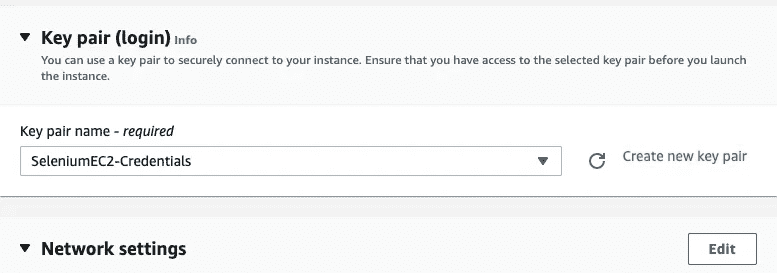 Key pair (login) Info
You can use a key pair to securely connect to your instance. Ensure that you have access to the selected key pair before you launch
the instance.
Key pair name - required
SeleniumEC2-Credentials
Create new key pair
Network settings
Edit